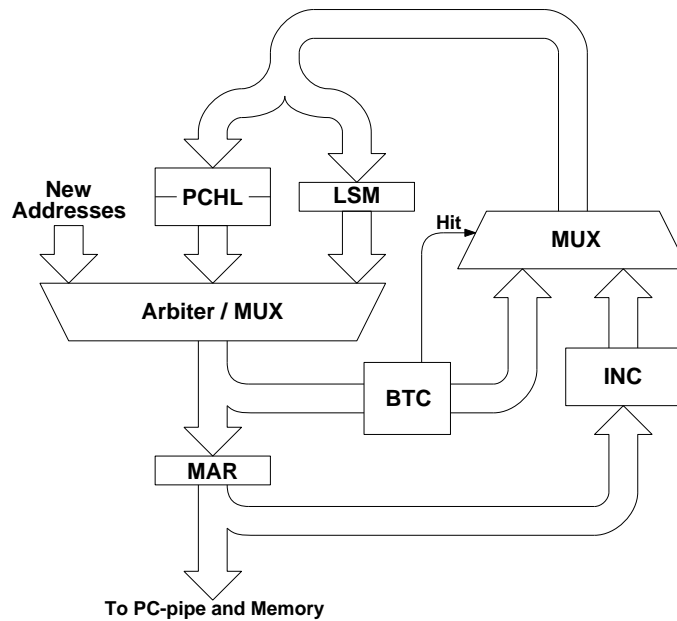 PCHL
LSM
New
Addresses
Hit
MUX
Arbiter / MUX
BTC
INC
MAR
To PC-pipe and Memory